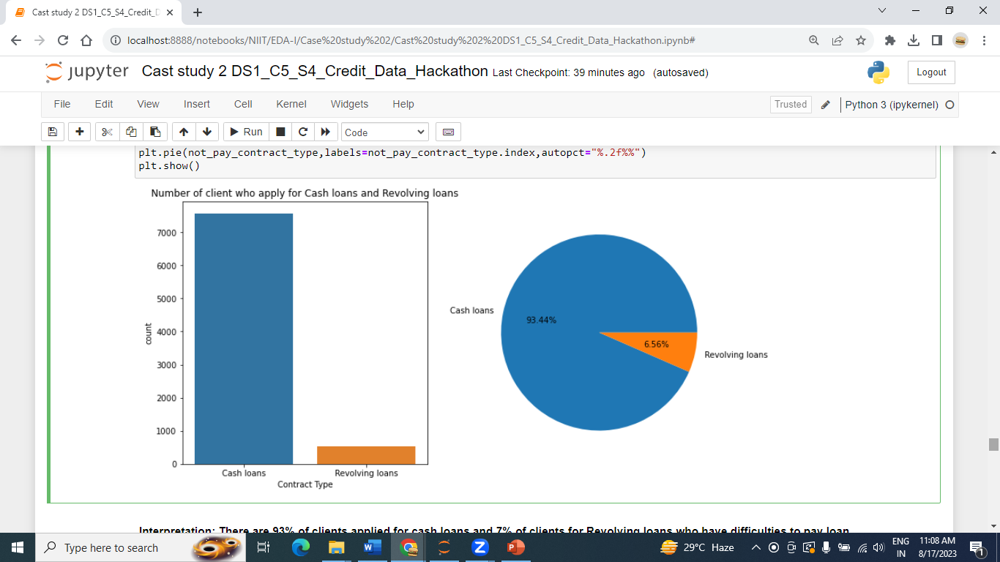 Cast study 2 DS1_C5_S4_Credit_D
localhost:8888/notebooks/NIIT/EDA-I/Case%20study%202/Cast%20study%202%20DS1_C5_S4_Credit_Data_Hackathon.ipynb#
jupyter Cast study 2 DS1_C5_S4_Credit_Data_Hackathon Last Checkpoint: 39 minutes ago (autosaved)
Logout
File Edit View Insert Cell Kernel Widgets Help
Trusted Python 3 (ipykernel)
Run Code
plt.pie(not_pay_contract_type,labels=not_pay_contract_type.index,autopct="%.2f%%")
plt.show()
Number of client who apply for Cash loans and Revolving loans
7000
6000
5000
4000
3000
2000
1000
0
count
Cash loans Revolving loans
Contract Type
Cash loans
93.44%
6.56%
Revolving loans
Interpretation: There are 93% of clients applied for cash loans and 7% of clients for Revolving loans who have difficulties to pay loan
Type here to search
29°C Haze
ENG
IN
11:08 AM
8/17/2023
1